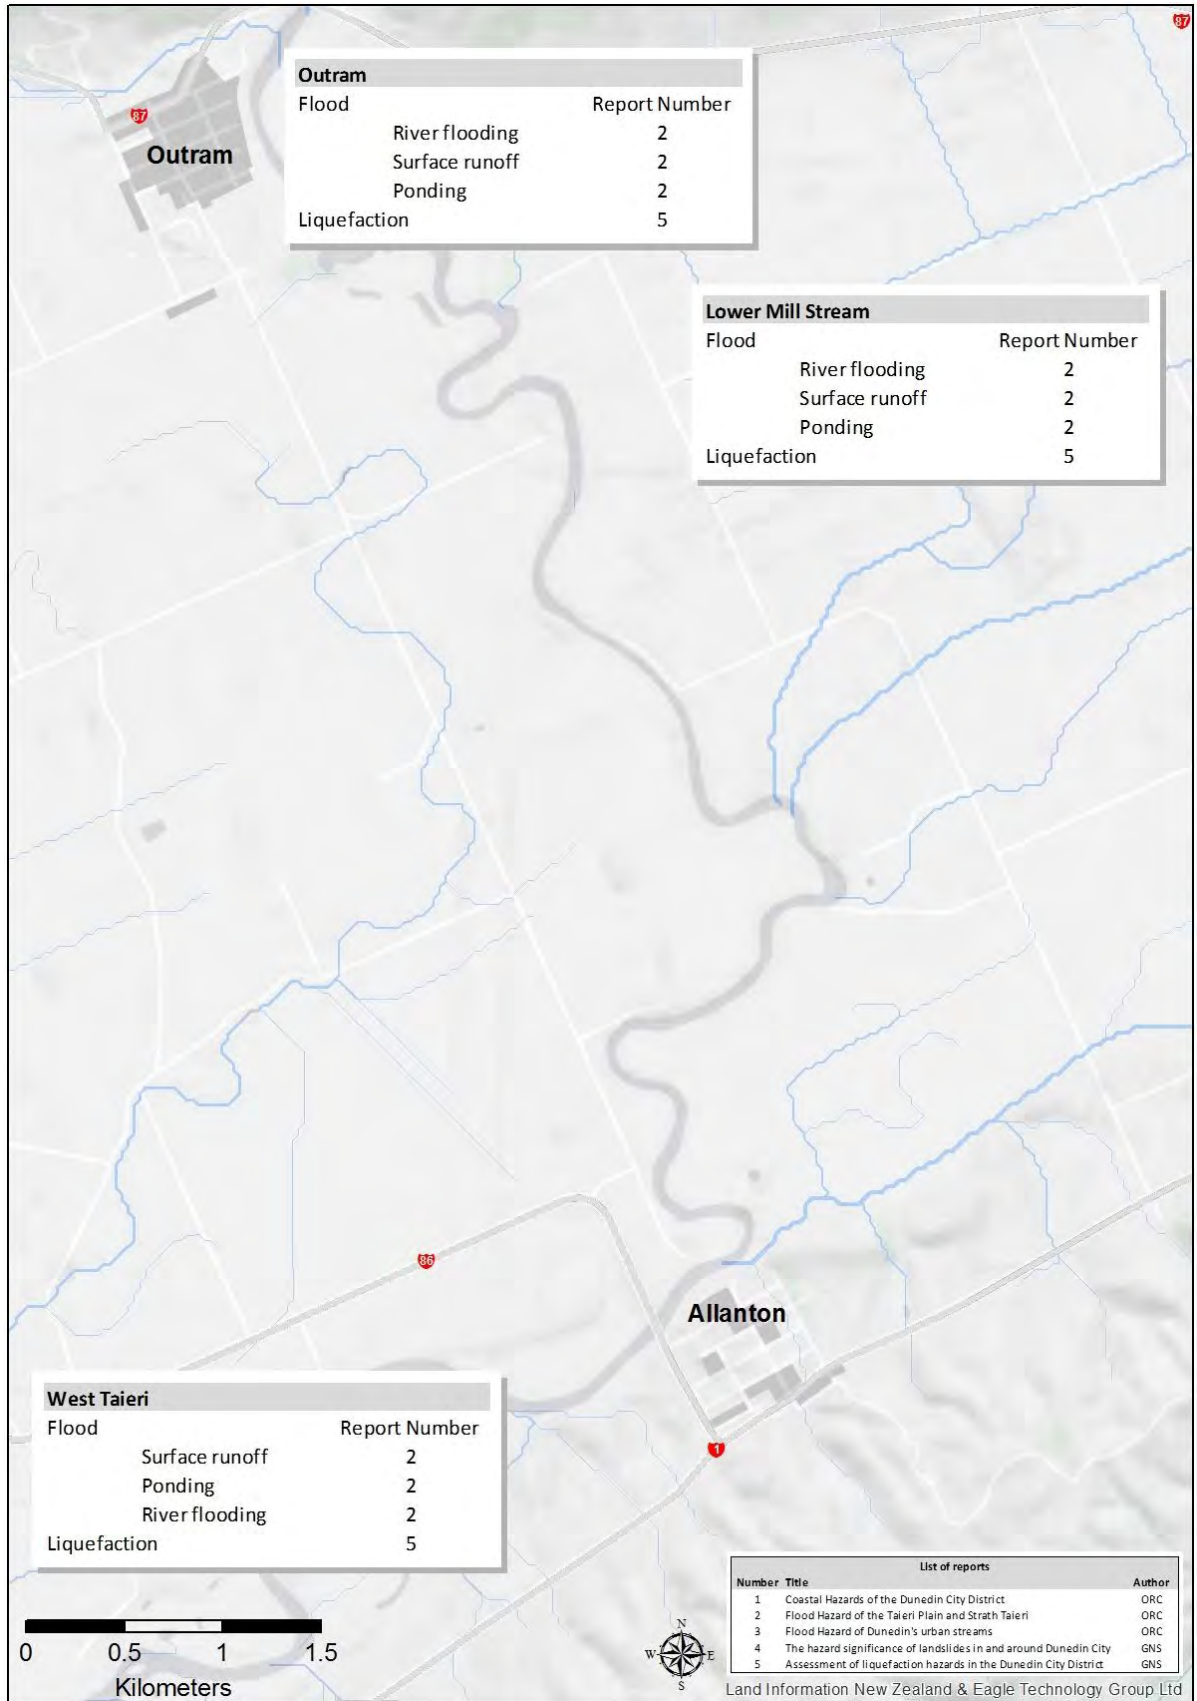 87
Outram
Flood Report Number
River flooding 2
Surface runoff 2
Ponding 2
Liquefaction 5
87
Outram
Lower Mill Stream
Flood Report Number
River flooding 2
Surface runoff 2
Ponding 2
Liquefaction 5
86
Allanton
1
West Taieri
Flood Report Number
Surface runoff 2
Ponding 2
River flooding 2
Liquefaction 5
List of reports
Number Title Author
1 Coastal Hazards of the Dunedin City District ORC
2 Flood Hazard of the Taieri Plain and Strath Taieri ORC
3 Flood Hazard of Dunedin's urban streams ORC
4 The hazard significance of landslides in and around Dunedin City GNS
5 Assessment of liquefaction hazards in the Dunedin City District GNS
N
W E
S
0 0.5 1 1.5
Kilometers
Land Information New Zealand & Eagle Technology Group Ltd